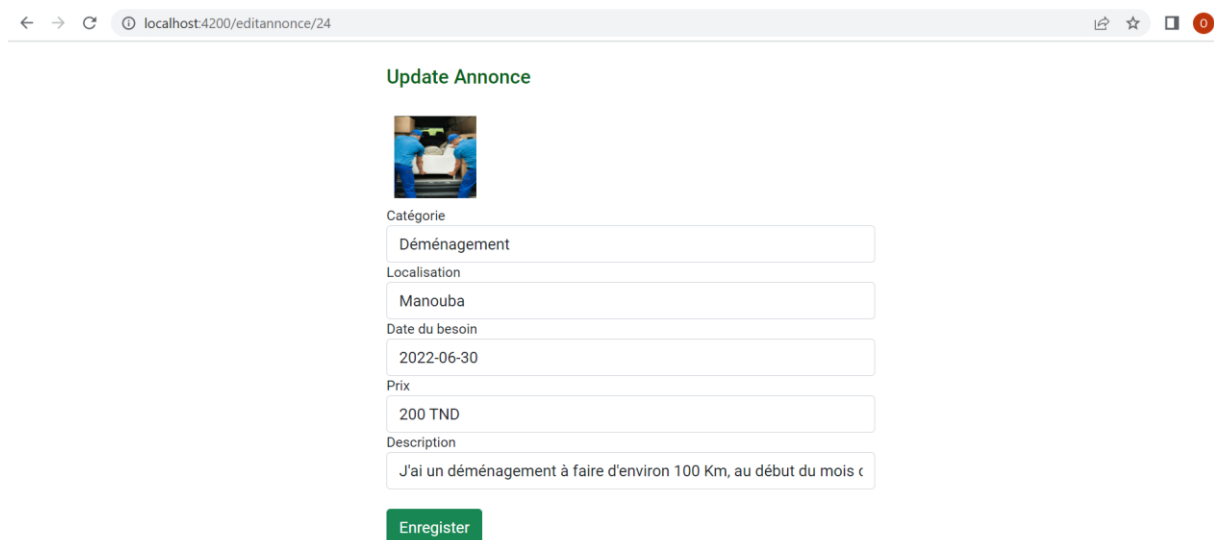 localhost:4200/editannonce/24
O
Update Annonce
Catégorie
Déménagement
Localisation
Manouba
Date du besoin
2022-06-30
Prix
200 TND
Description
J'ai un déménagement à faire d'environ 100 Km, au début du mois
Enregister